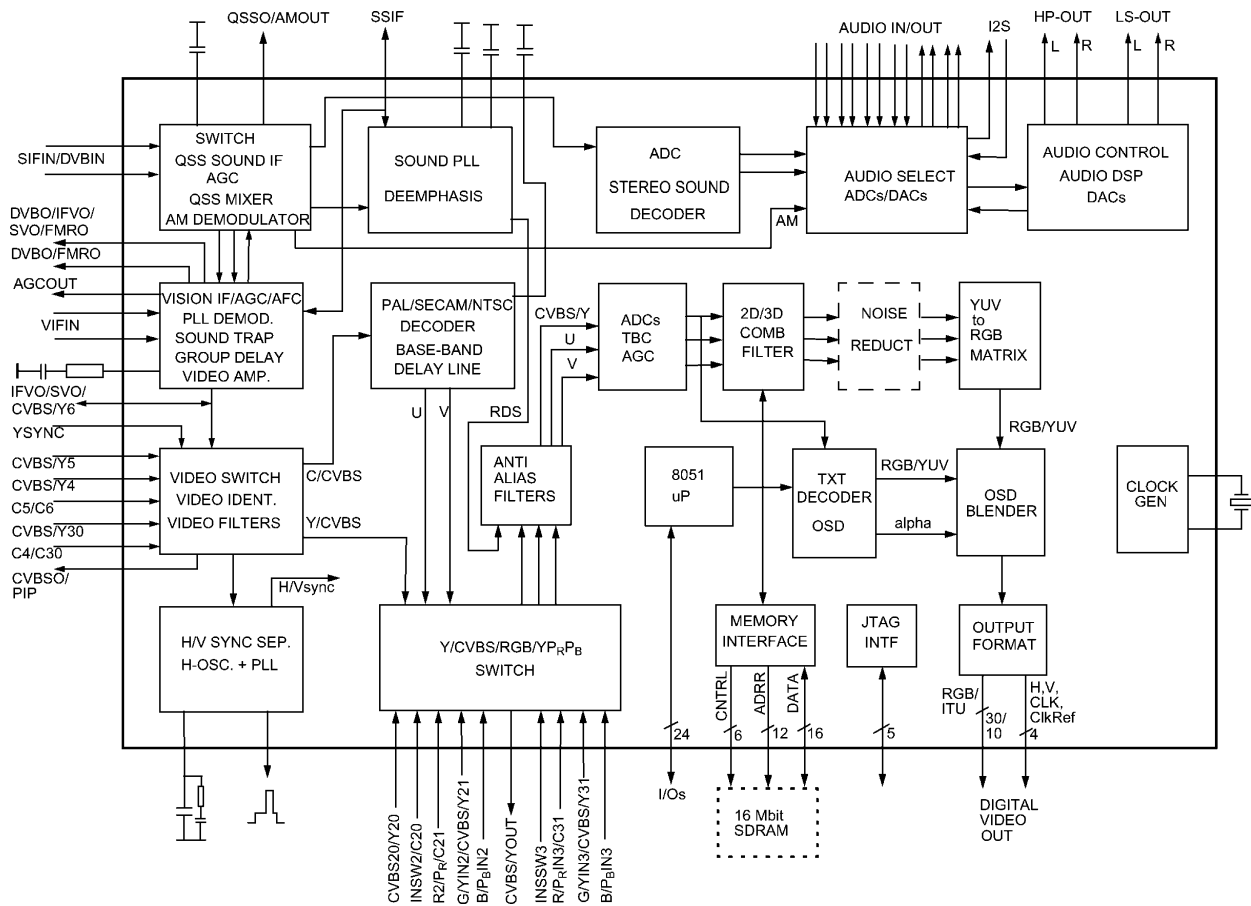 QSSO/AMOUT
SSIF
AUDIO IN/OUT
I2S
HP-OUT
LS-OUT
L
R
L
R
SIFIN/DVBIN
SWITCH
QSS SOUND IF
AGC
QSS MIXER
AM DEMODULATOR
SOUND PLL
DEEMPHASIS
ADC
STEREO SOUND
DECODER
AM
AUDIO SELECT
ADCs/DACs
AUDIO CONTROL
AUDIO DSP
DACs
DVBO/IFVO/
SVO/FMRO
DVBO/FMRO
AGCOUT
VIFIN
VISION IF/AGC/AFC
PLL DEMOD.
SOUND TRAP
GROUP DELAY
VIDEO AMP.
PAL/SECAM/NTSC
DECODER
BASE-BAND
DELAY LINE
CVBS/Y
U
V
ADCs
TBC
AGC
2D/3D
COMB
FILTER
NOISE
REDUCT
YUV
to
RGB
MATRIX
IFVO/SVO/
CVBS/Y6
YSYNC
CVBS/Y5
CVBS/Y4
C5/C6
CVBS/Y30
C4/C30
CVBSO/
PIP
VIDEO SWITCH
VIDEO IDENT.
VIDEO FILTERS
C/CVBS
Y/CVBS
U
V
RDS
ANTI
ALIAS
FILTERS
8051
uP
TXT
DECODER
OSD
RGB/YUV
alpha
RGB/YUV
OSD
BLENDER
CLOCK
GEN
H/Vsync
H/V SYNC SEP.
H-OSC. + PLL
Y/CVBS/RGB/YPRPB
SWITCH
MEMORY
INTERFACE
JTAG
INTF
OUTPUT
FORMAT
24
CNTRL
6
ADRR
12
DATA
16
5
RGB/
ITU
30/
10
H,V,
CLK,
ClkRef
4
I/Os
16 Mbit
SDRAM
DIGITAL
VIDEO
OUT
CVBS20/Y20
INSW2/C20
R2/PR/C21
G/YIN2/CVBS/Y21
B/PBIN2
CVBS/YOUT
INSSW3
R/PRIN3/C31
G/YIN3/CVBS/Y31
B/PBIN3